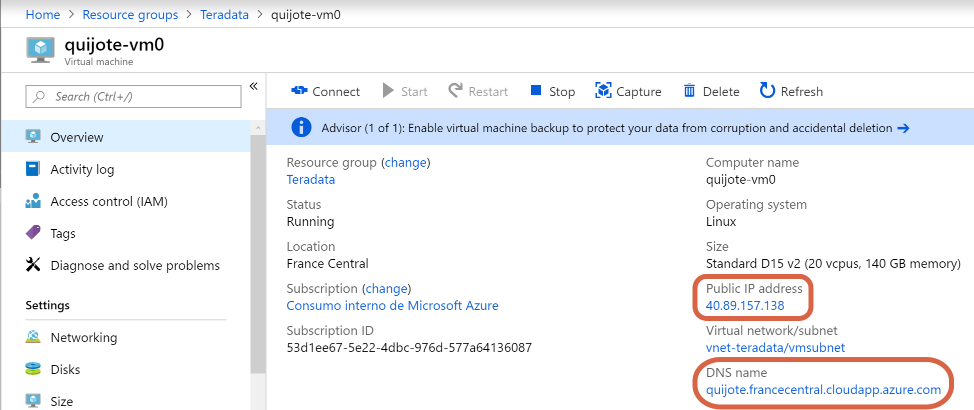 Home > Resource groups > Teradata > quijote-vm0
quijote-vm0
Virtual machine
Search (Ctrl+/)
«
Overview
Activity log
Access control (IAM)
Tags
Diagnose and solve problems
Settings
Networking
Disks
Size
Connect Start Restart Stop Capture Delete Refresh
Advisor (1 of 1): Enable virtual machine backup to protect your data from corruption and accidental deletion →
Resource group (change)
Teradata
Status
Running
Location
France Central
Subscription (change)
Consumo interno de Microsoft Azure
Subscription ID
53d1ee67-5e22-4dbc-976d-577a64136087
Computer name
quijote-vm0
Operating system
Linux
Size
Standard D15 v2 (20 vcpus, 140 GB memory)
Public IP address
40.89.157.138
Virtual network/subnet
vnet-teradata/vmsubnet
DNS name
quijote.francecentral.cloudapp.azure.com